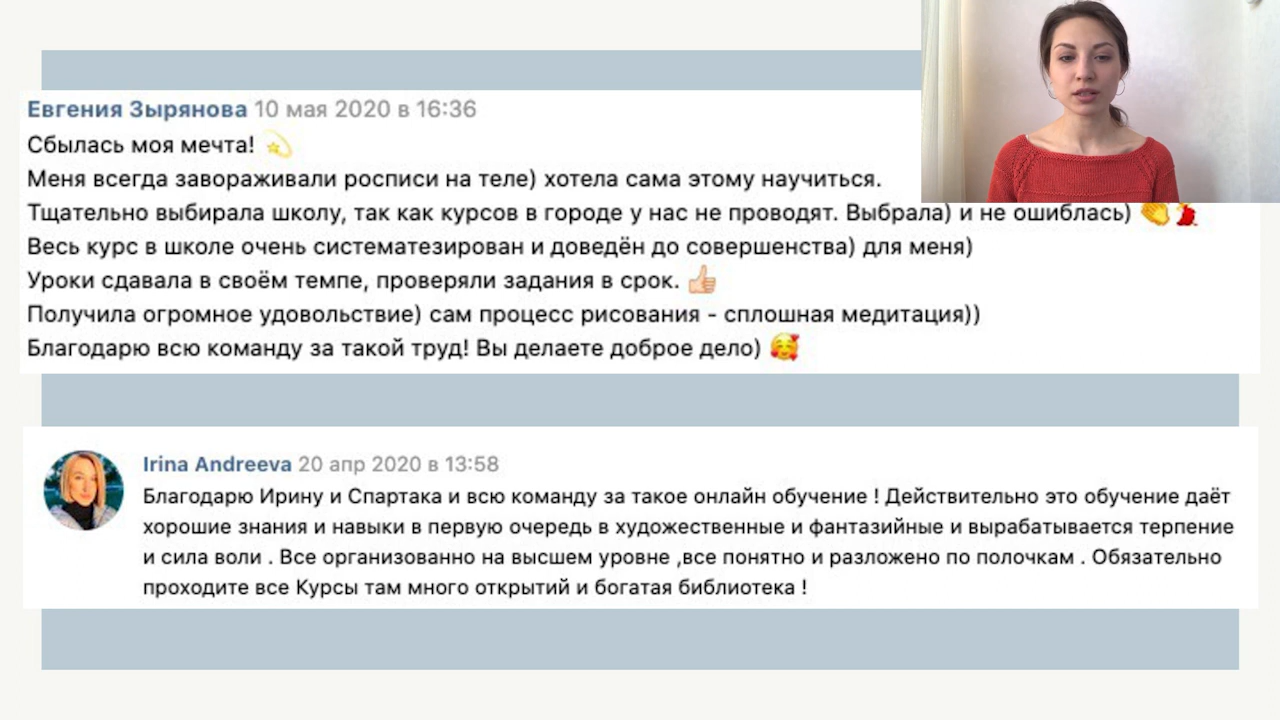 Евгения Зырянова 10 мая 2020 в 16:36
Сбылась моя мечта! 💫
Меня всегда завораживали росписи на теле) хотела сама этому научиться.
Тщательно выбирала школу, так как курсов в городе у нас не проводят. Выбрала) и не ошиблась) 👏💃
Весь курс в школе очень систематезирован и доведён до совершенства) для меня)
Уроки сдавала в своём темпе, проверяли задания в срок. 👍🏻
Получила огромное удовольствие) сам процесс рисования - сплошная медитация))
Благодарю всю команду за такой труд! Вы делаете доброе дело) 🥰
Irina Andreeva 20 апр 2020 в 13:58
Благодарю Ирину и Спартака и всю команду за такое онлайн обучение ! Действительно это обучение даёт
хорошие знания и навыки в первую очередь в художественные и фантазийные и вырабатывается терпение
и сила воли . Все организованно на высшем уровне ,все понятно и разложено по полочкам . Обязательно
проходите все Курсы там много открытий и богатая библиотека !